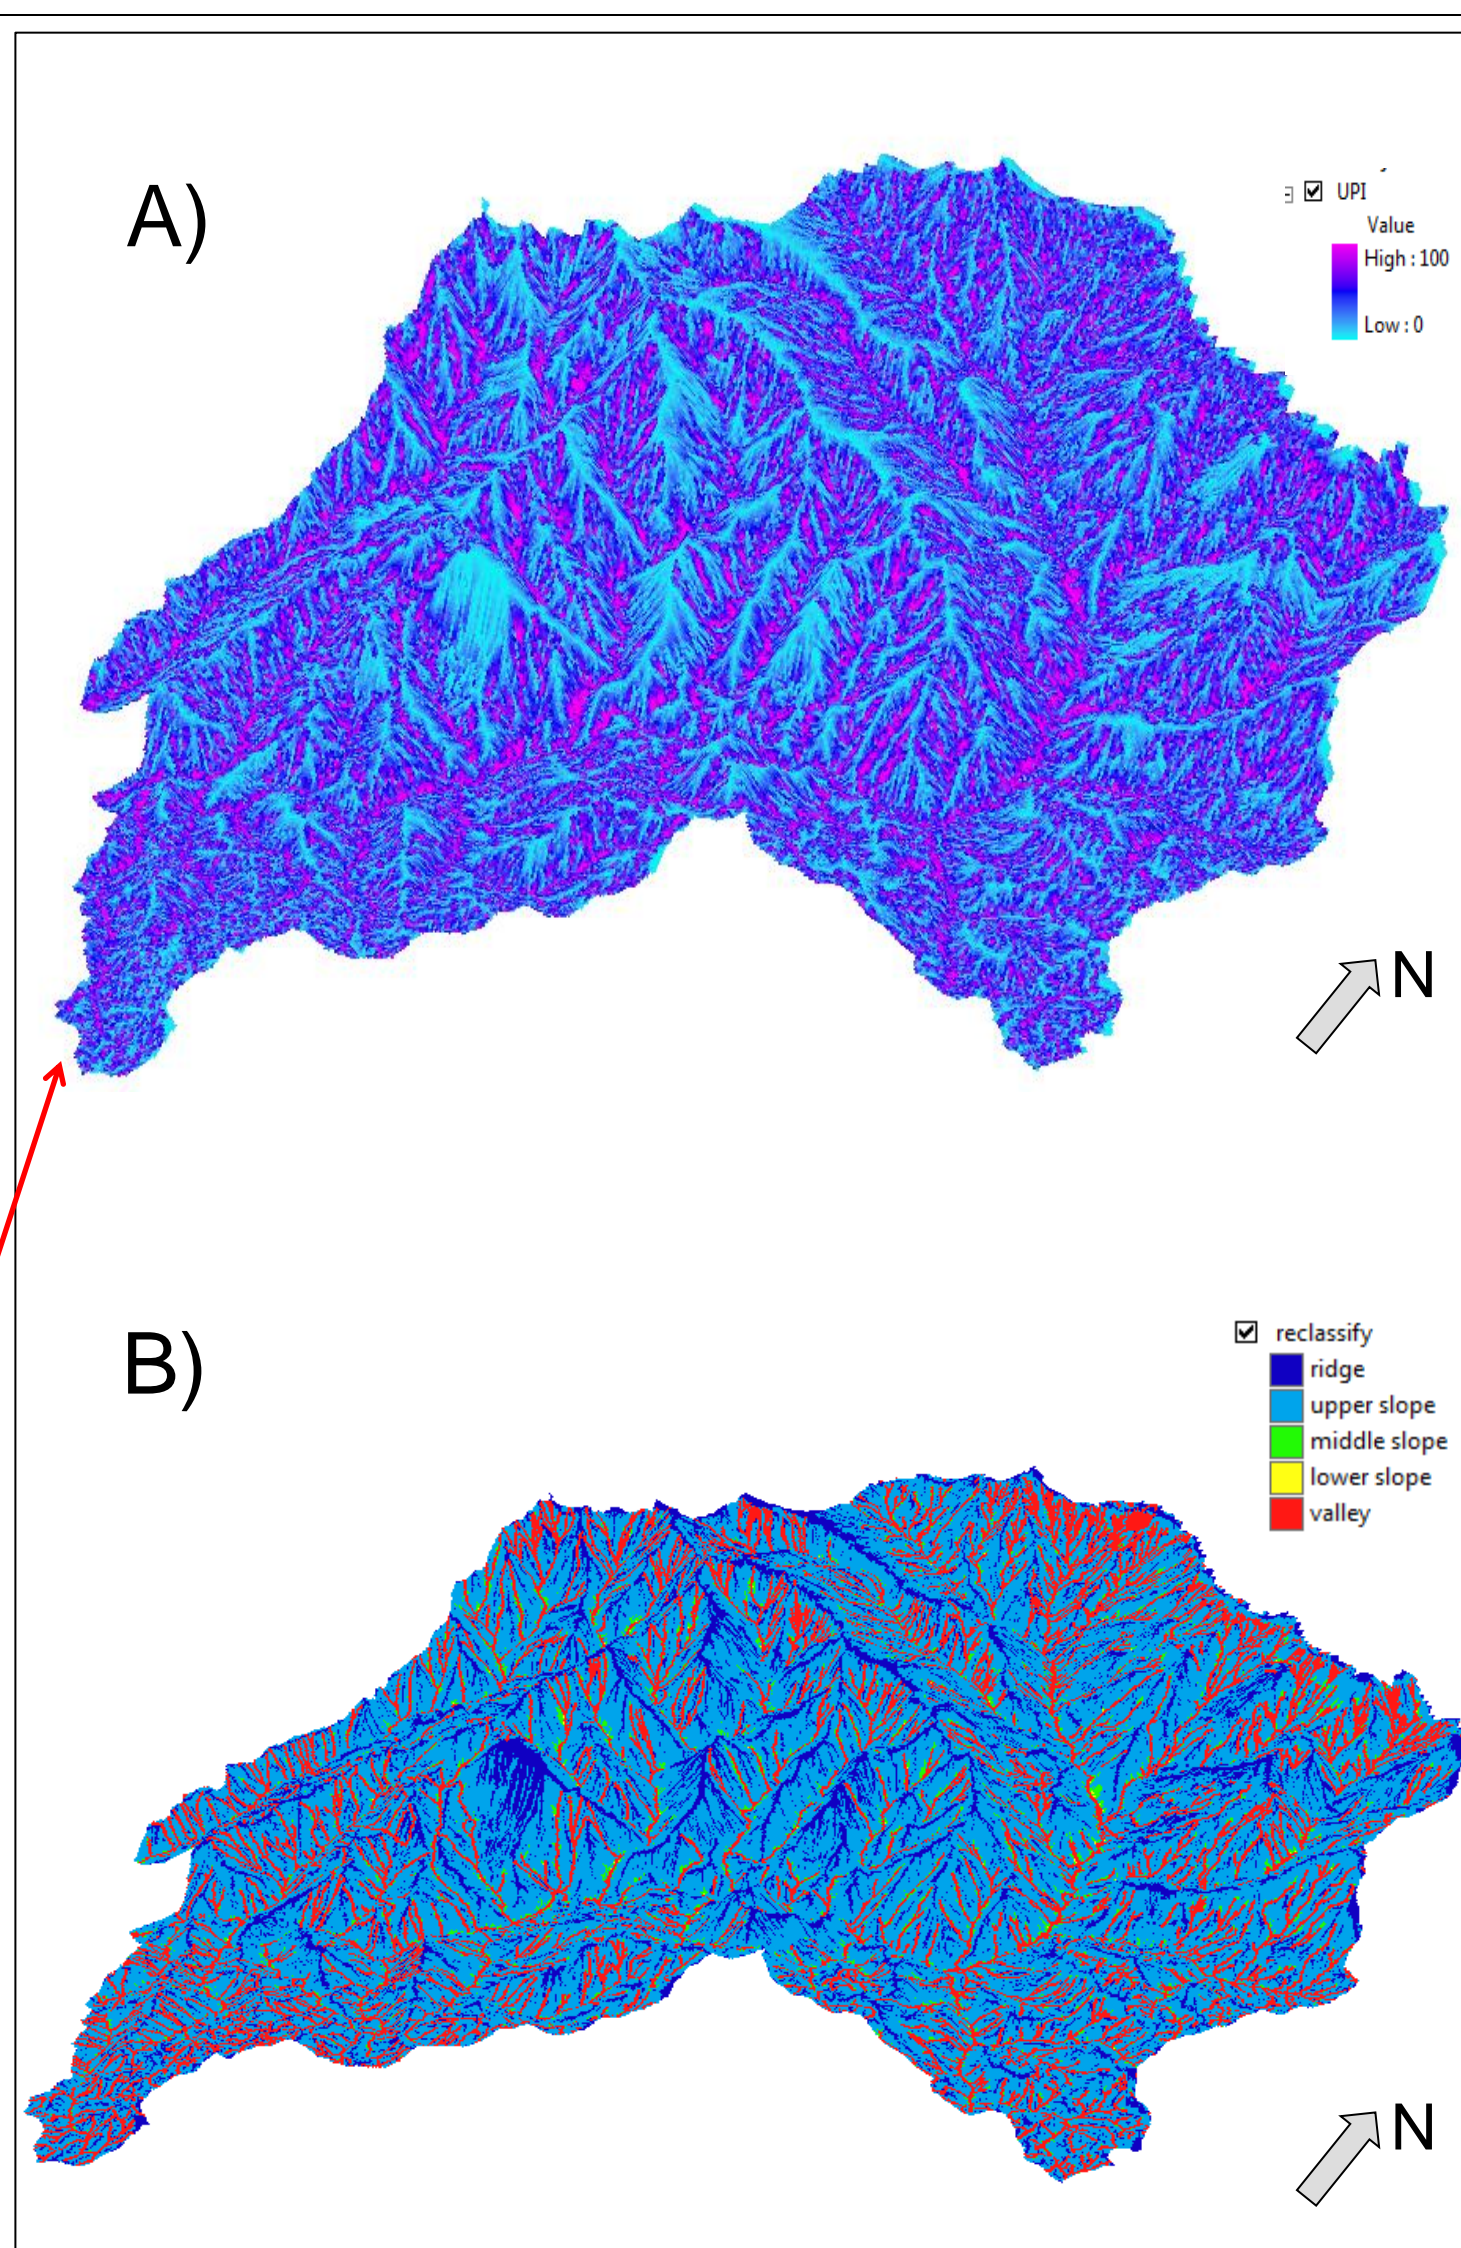 A)
UPI
Value
High : 100
Low : 0
N
B)
reclassify
ridge
upper slope
middle slope
lower slope
valley
N